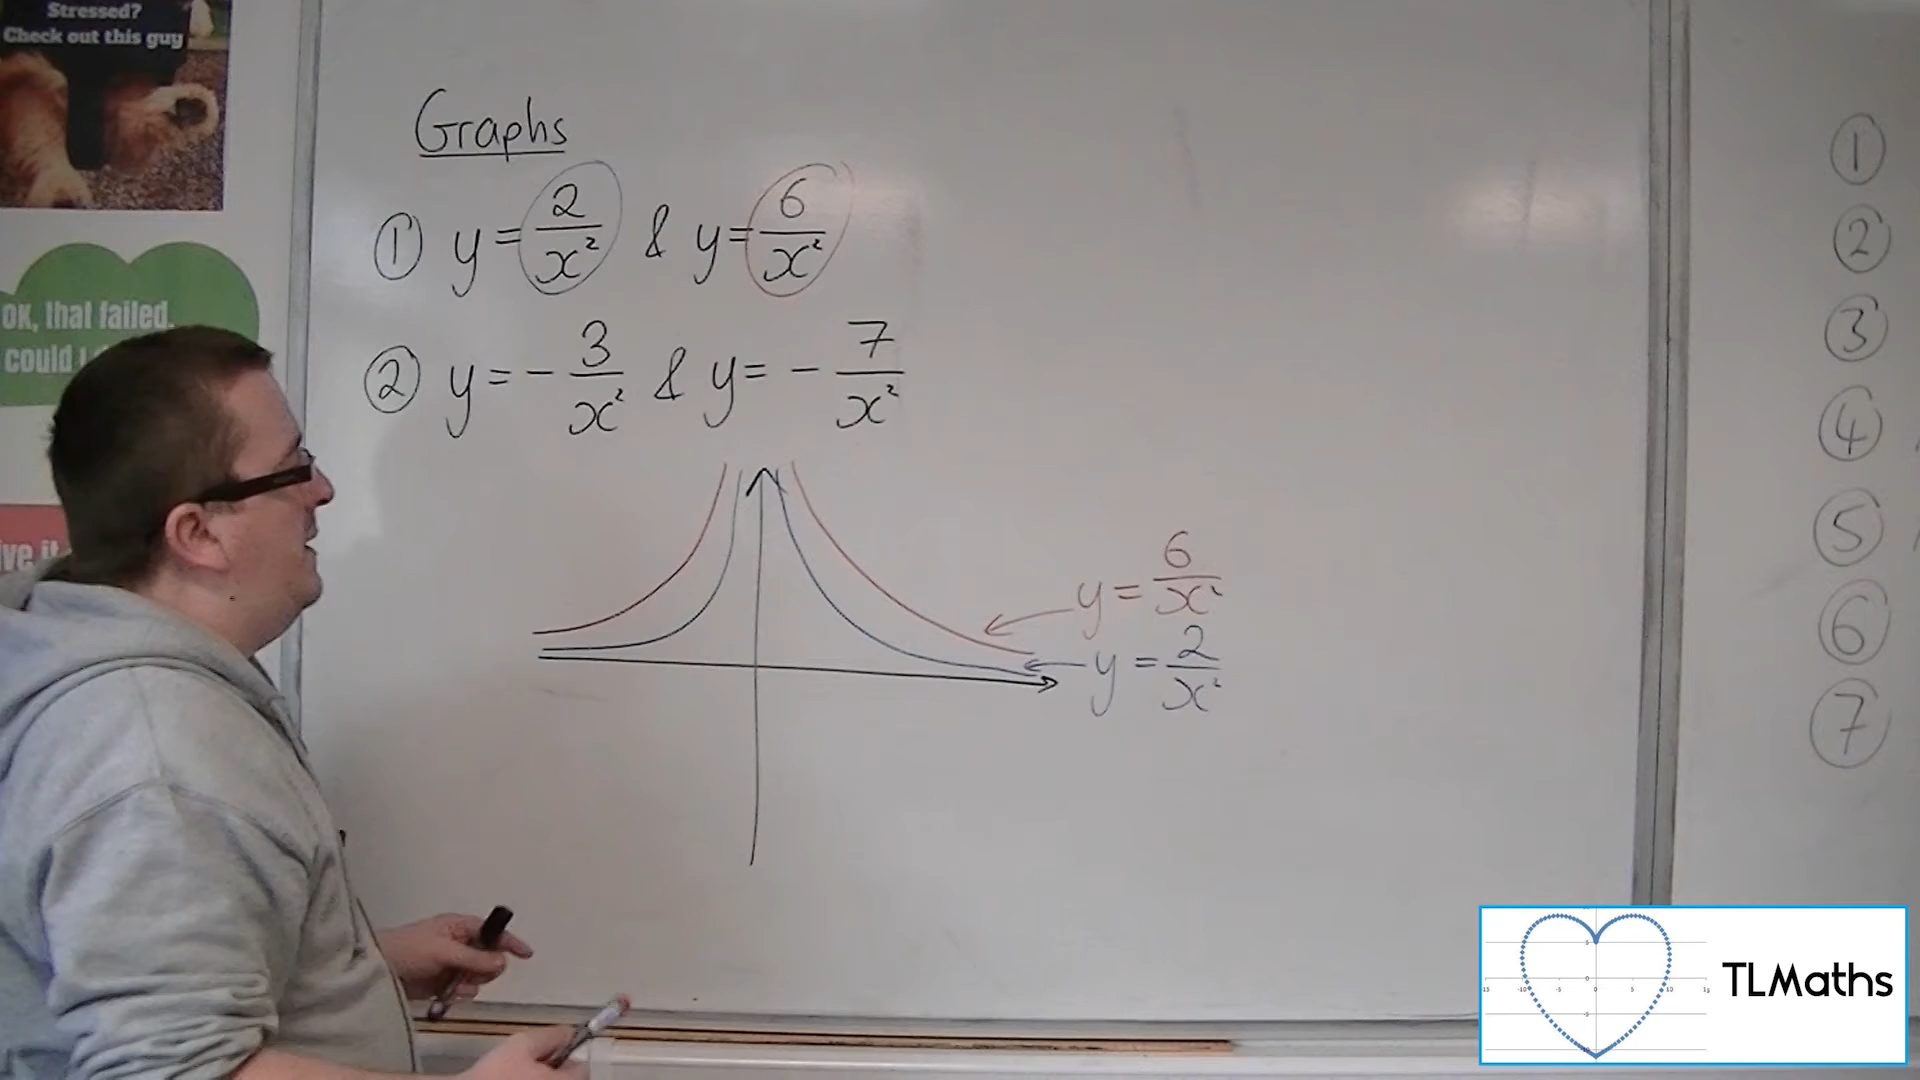 Stressed?
Check out this guy
OK, that failed.
could
Graphs
① y = 2/x² & y = 6/x²
② y = - 3/x² & y = - 7/x²
y = 6/x²
y = 2/x²
①
②
③
④
⑤
⑥
⑦
TLMaths